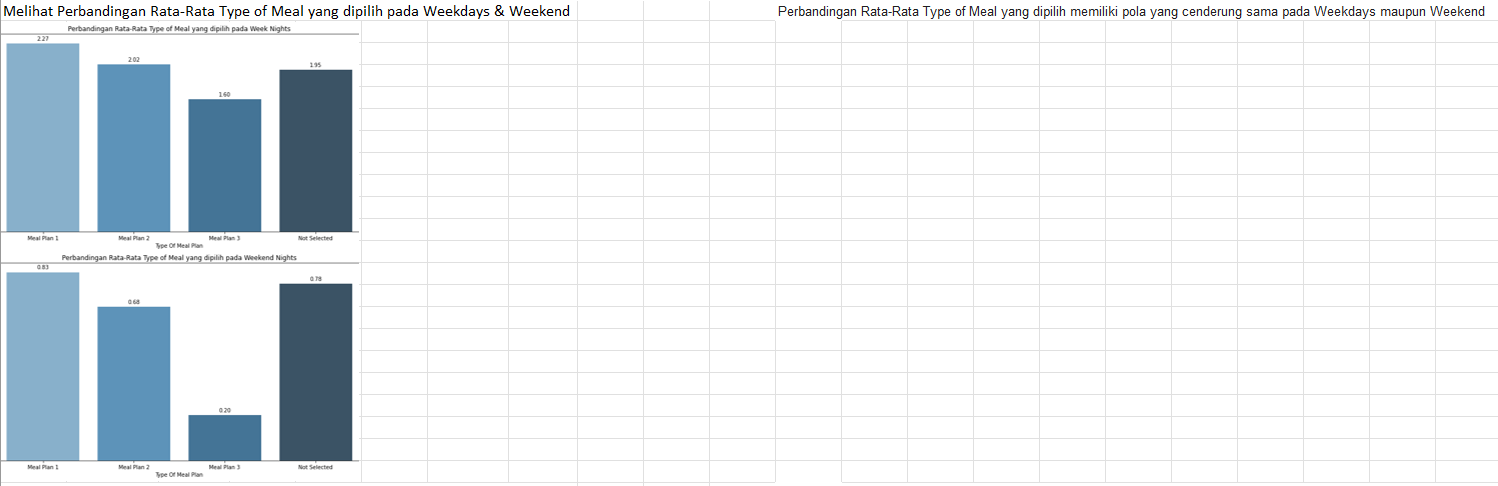 Melihat Perbandingan Rata-Rata Type of Meal yang dipilih pada Weekdays & Weekend
Perbandingan Rata-Rata Type of Meal yang dipilih memiliki pola yang cenderung sama pada Weekdays maupun Weekend
Perbandingan Rata-Rata Type of Meal yang dipilih pada Week Nights
2.27
2.02
1.60
1.95
Meal Plan 1
Meal Plan 2
Meal Plan 3
Not Selected
Type Of Meal Plan
Perbandingan Rata-Rata Type of Meal yang dipilih pada Weekend Nights
0.83
0.68
0.20
0.78
Meal Plan 1
Meal Plan 2
Meal Plan 3
Not Selected
Type Of Meal Plan